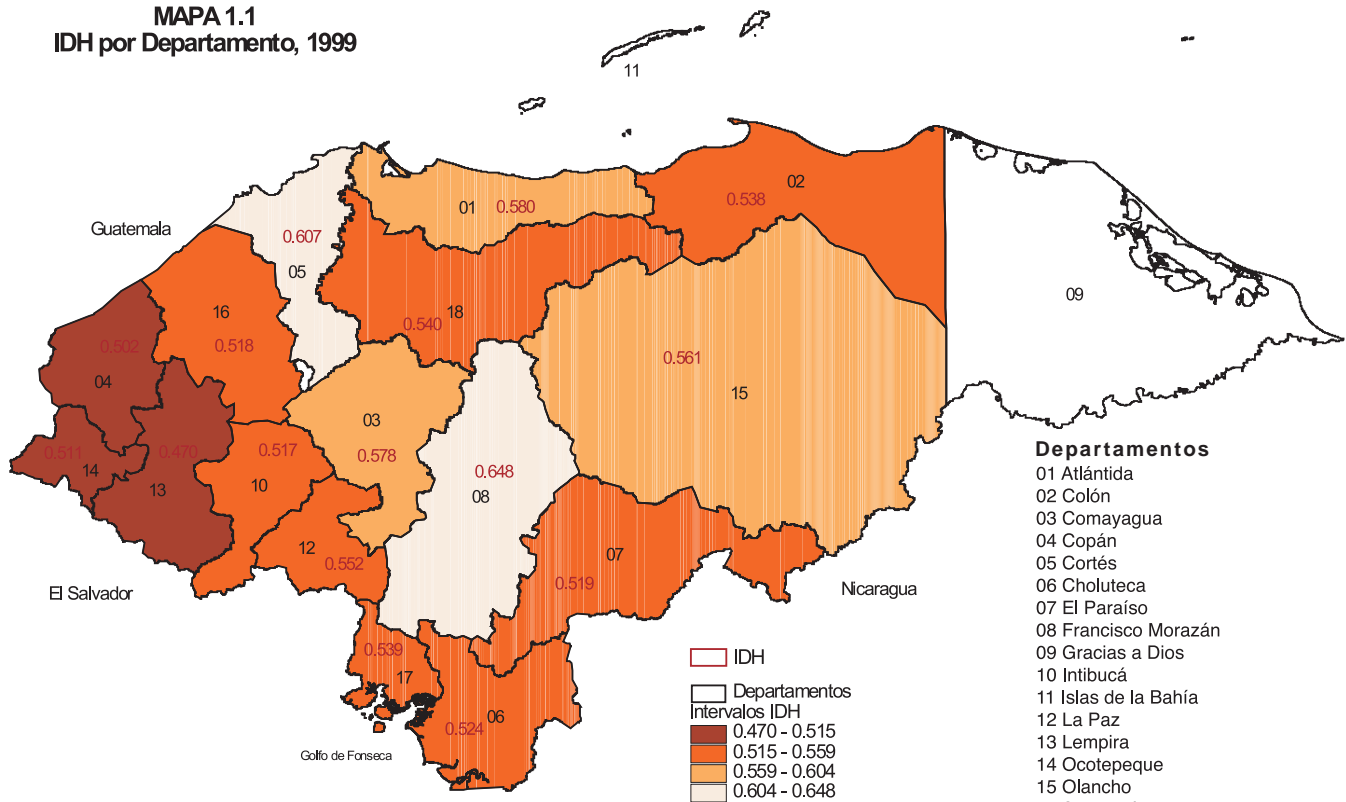 MAPA 1.1
IDH por Departamento, 1999
11
02
0.538
01
0.580
Guatemala
0.607
05
09
16
18
0.540
0.518
0.502
04
0.561
15
03
0.578
0.511
14
0.470
13
0.517
10
0.648
08
12
0.552
07
0.519
El Salvador
Nicaragua
0.539
17
06
0.524
Golfo de Fonseca
IDH
Departamentos
Intervalos IDH
0.470 - 0.515
0.515 - 0.559
0.559 - 0.604
0.604 - 0.648
Departamentos
01 Atlántida
02 Colón
03 Comayagua
04 Copán
05 Cortés
06 Choluteca
07 El Paraíso
08 Francisco Morazán
09 Gracias a Dios
10 Intibucá
11 Islas de la Bahía
12 La Paz
13 Lempira
14 Ocotepeque
15 Olancho